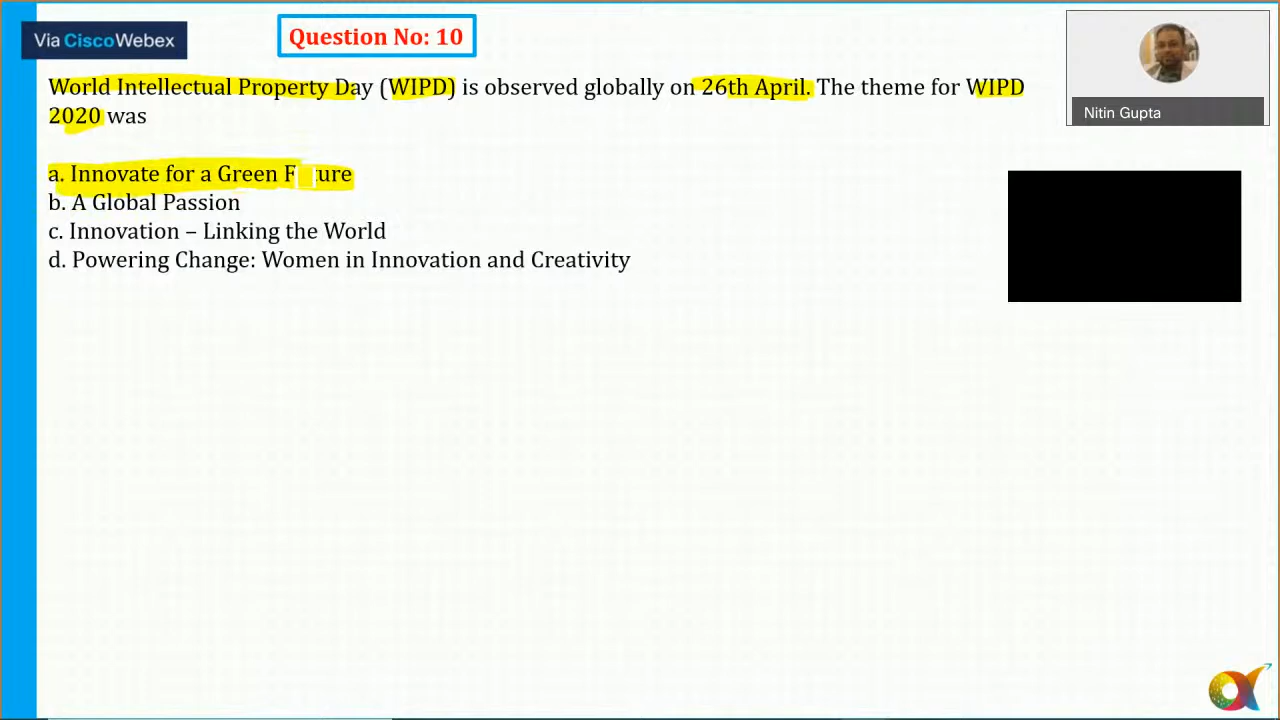 Via CiscoWebex
Question No: 10
Nitin Gupta
World Intellectual Property Day (WIPD) is observed globally on 26th April. The theme for WIPD
2020 was
a. Innovate for a Green
b. A Global Passion
c. Innovation – Linking the World
d. Powering Change: Women in Innovation and Creativity